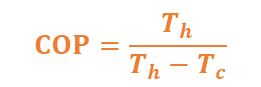 COP = T_h / (T_h − T_c)